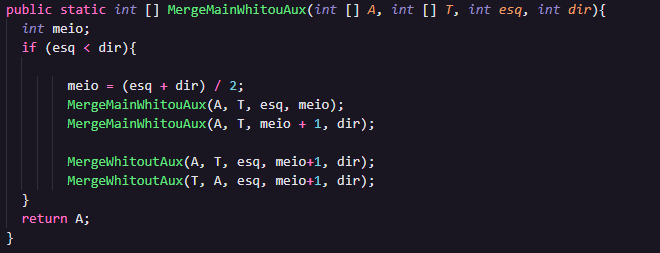 public static int [] MergeMainWhitouAux(int [] A, int [] T, int esq, int dir){
int meio;
if (esq < dir){
meio = (esq + dir) / 2;
MergeMainWhitouAux(A, T, esq, meio);
MergeMainWhitouAux(A, T, meio + 1, dir);
MergeWhitoutAux(A, T, esq, meio+1, dir);
MergeWhitoutAux(T, A, esq, meio+1, dir);
}
return A;
}